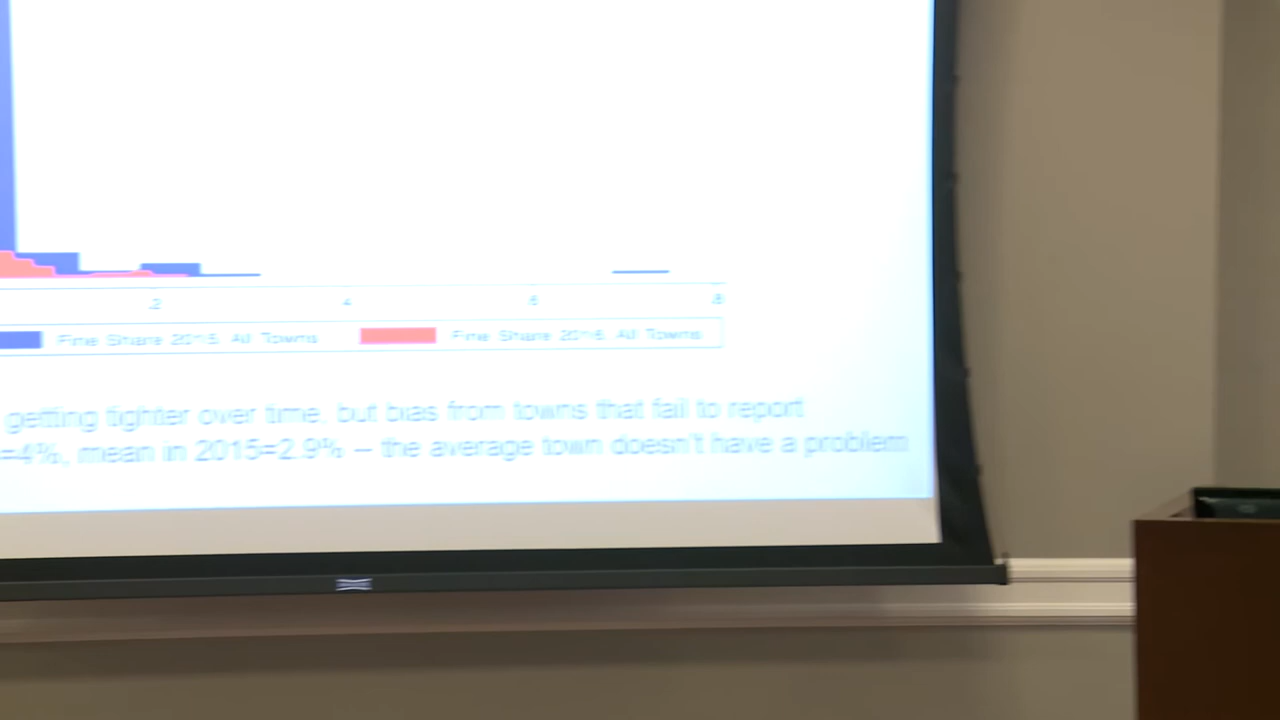 .2 .4 .6 .8
Fine Share 2015, All Towns Fine Share 2016, All Towns
getting tighter over time, but bias from towns that fail to report
=4%, mean in 2015=2.9% – the average town doesn't have a problem